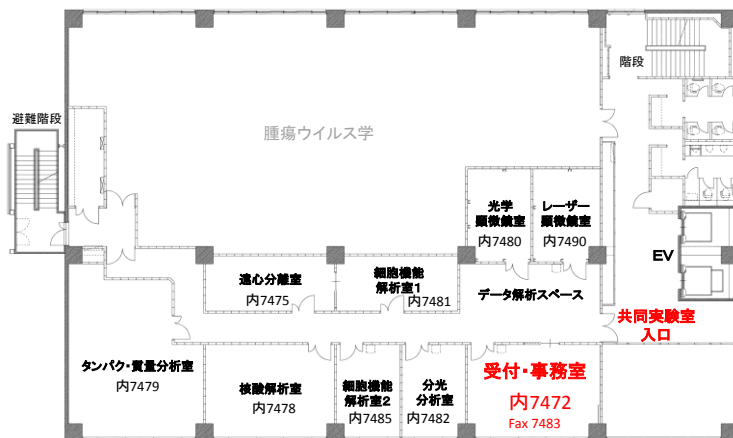 階段
避難階段
腫瘍ウイルス学
光学
顕微鏡室
内7480
レーザー
顕微鏡室
内7490
EV
遠心分離室
内7475
細胞機能
解析室1
内7481
データ解析スペース
共同実験室
入口
タンパク・質量分析室
内7479
核酸解析室
内7478
細胞機能
解析室2
内7485
分光
分析室
内7482
受付・事務室
内7472
Fax 7483